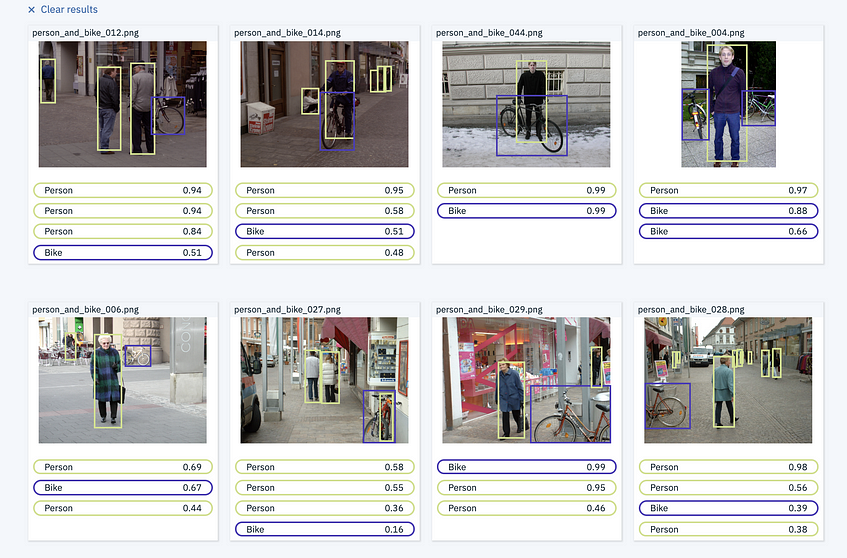 ✕ Clear results
person_and_bike_012.png
Person 0.94
Person 0.94
Person 0.84
Bike 0.51
person_and_bike_014.png
Person 0.95
Person 0.58
Bike 0.51
Person 0.48
person_and_bike_044.png
Person 0.99
Bike 0.99
person_and_bike_004.png
Person 0.97
Bike 0.88
Bike 0.66
person_and_bike_006.png
CON
Person 0.69
Bike 0.67
Person 0.44
person_and_bike_027.png
Person 0.58
Person 0.55
Person 0.36
Bike 0.16
person_and_bike_029.png
Bike 0.99
Person 0.95
Person 0.46
person_and_bike_028.png
Person 0.98
Person 0.56
Bike 0.39
Person 0.38